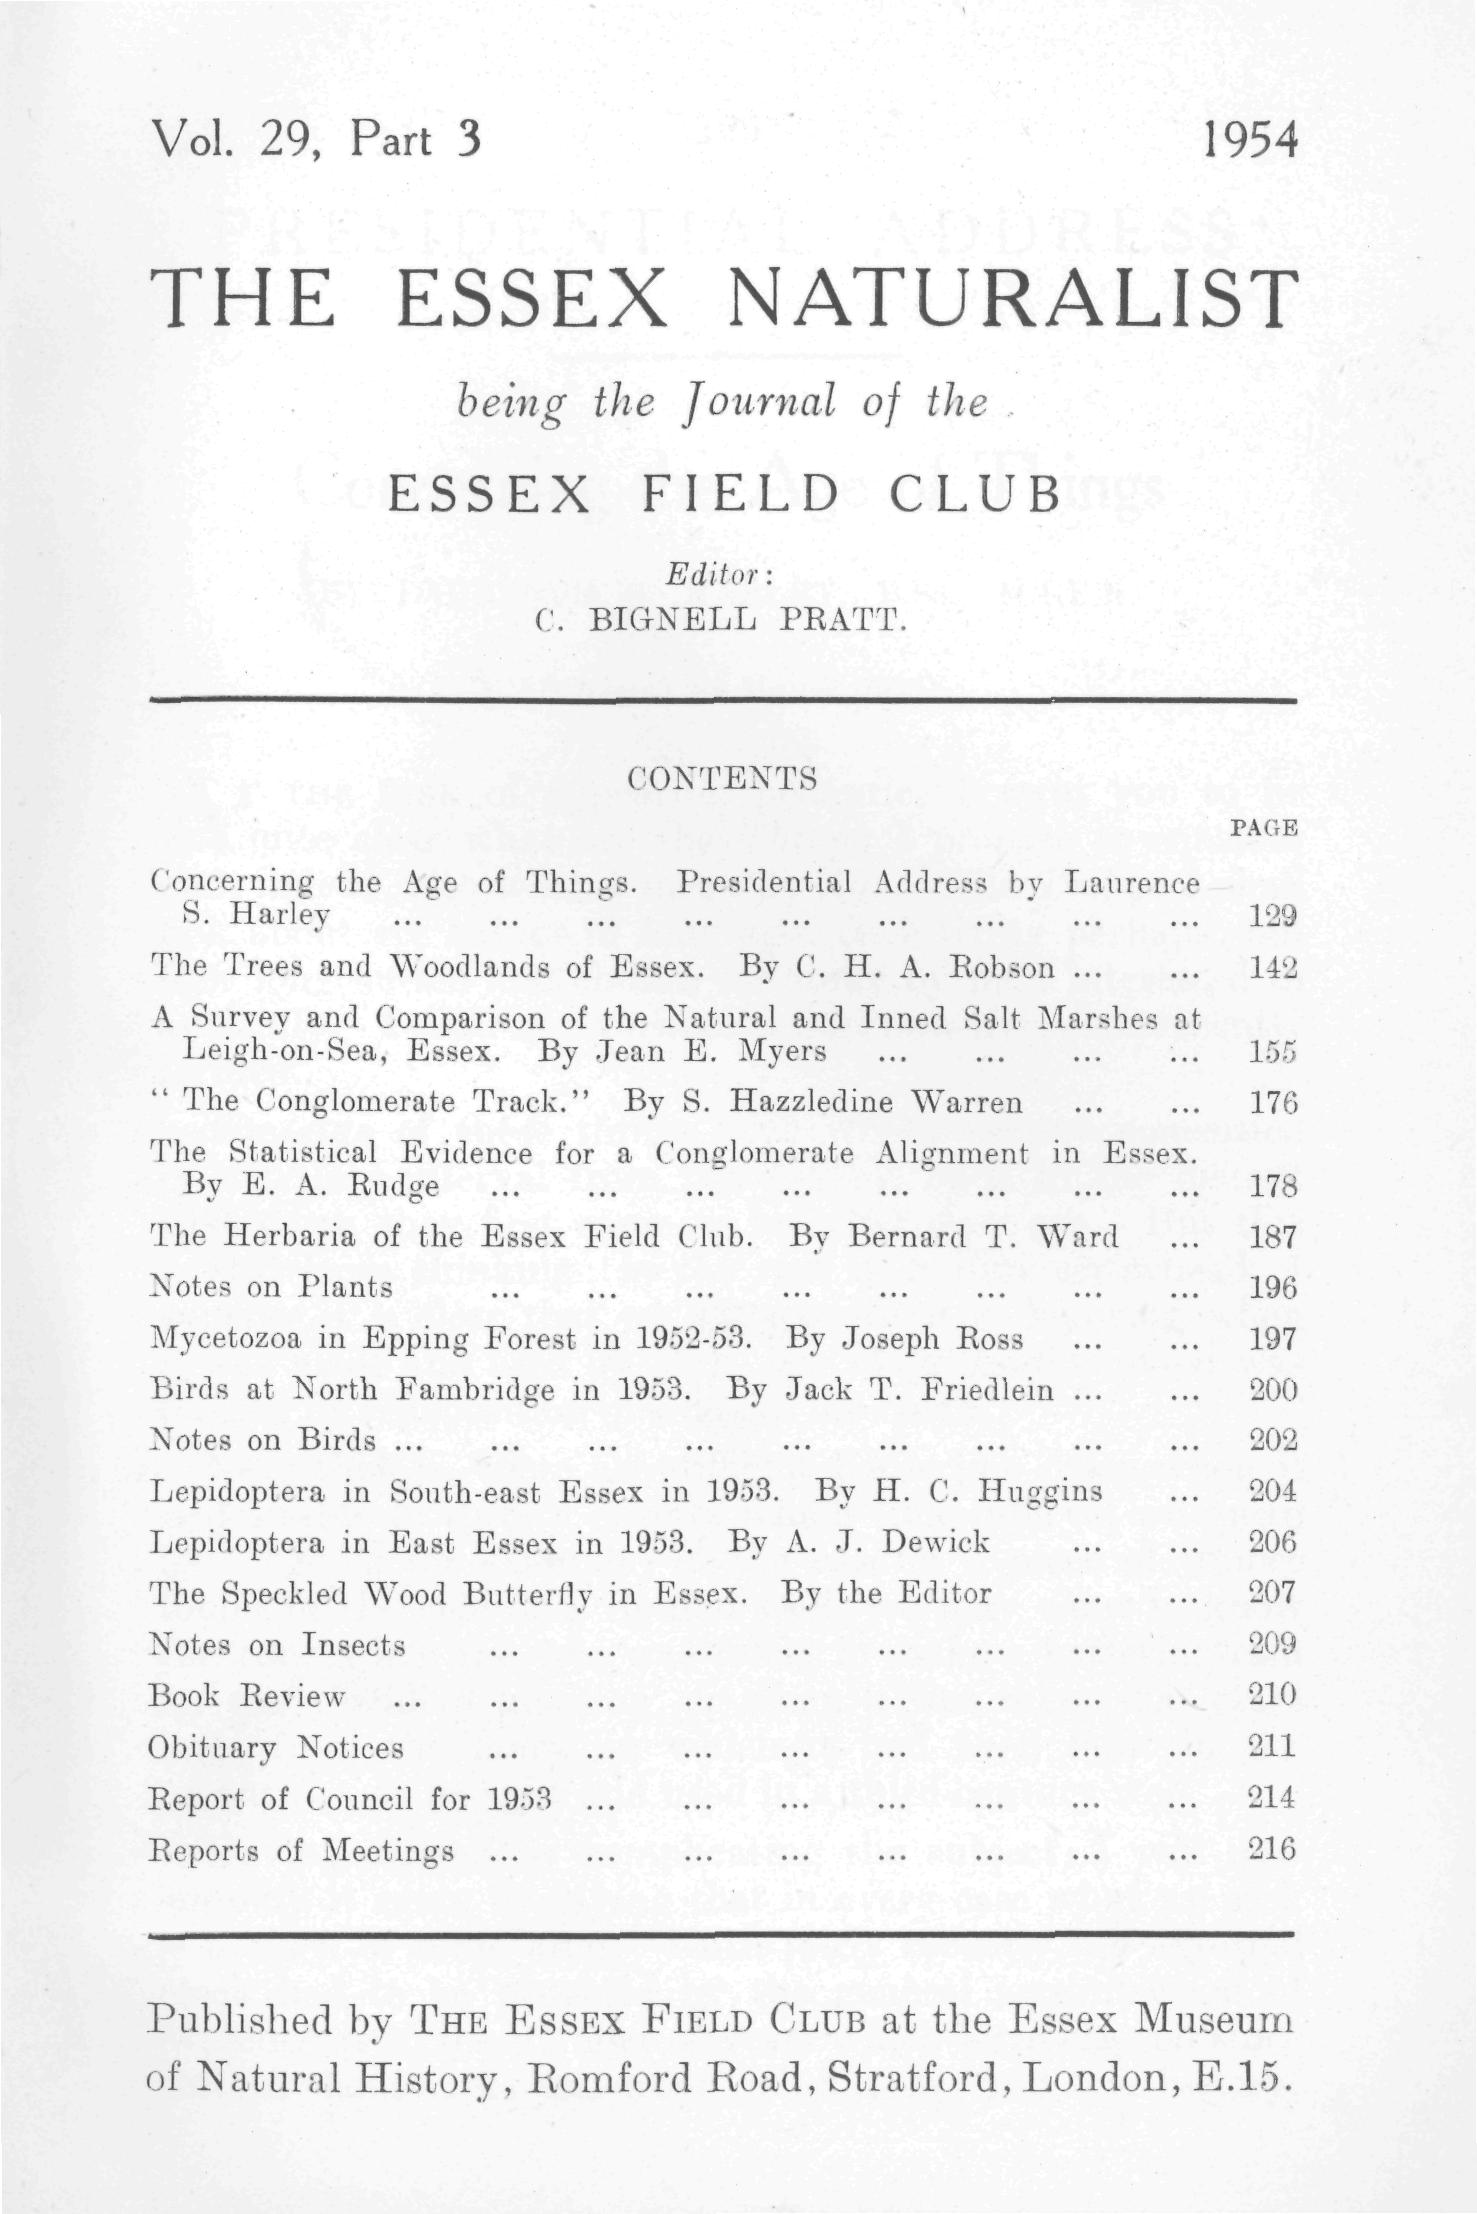 Vol. 29, Part 3 1954
THE ESSEX NATURALIST
being the Journal of the
ESSEX FIELD CLUB
Editor:
C. BIGNELL PRATT.
CONTENTS
PAGE
Concerning the Age of Things. Presidential Address by Laurence
S. Harley ... ... ... ... ... ... ... ... ... 129
The Trees and Woodlands of Essex. By C. H. A. Robson ... ... 142
A Survey and Comparison of the Natural and Inned Salt Marshes at
Leigh-on-Sea, Essex. By Jean E. Myers ... ... ... ... 155
" The Conglomerate Track." By S. Hazzledine Warren ... ... 176
The Statistical Evidence for a Conglomerate Alignment in Essex.
By E. A. Rudge ... ... ... ... ... ... ... ... 178
The Herbaria of the Essex Field Club. By Bernard T. Ward ... 187
Notes on Plants ... ... ... ... ... ... ... ... 196
Mycetozoa in Epping Forest in 1952-53. By Joseph Ross ... ... 197
Birds at North Fambridge in 1953. By Jack T. Friedlein ... ... 200
Notes on Birds ... ... ... ... ... ... ... ... ... 202
Lepidoptera in South-east Essex in 1953. By H. C. Huggins ... 204
Lepidoptera in East Essex in 1953. By A. J. Dewick ... ... 206
The Speckled Wood Butterfly in Essex. By the Editor ... ... 207
Notes on Insects ... ... ... ... ... ... ... ... 209
Book Review ... ... ... ... ... ... ... ... ... 210
Obituary Notices ... ... ... ... ... ... ... ... 211
Report of Council for 1953 ... ... ... ... ... ... ... 214
Reports of Meetings ... ... ... ... ... ... ... ... 216
Published by THE ESSEX FIELD CLUB at the Essex Museum
of Natural History, Romford Road, Stratford, London, E.15.